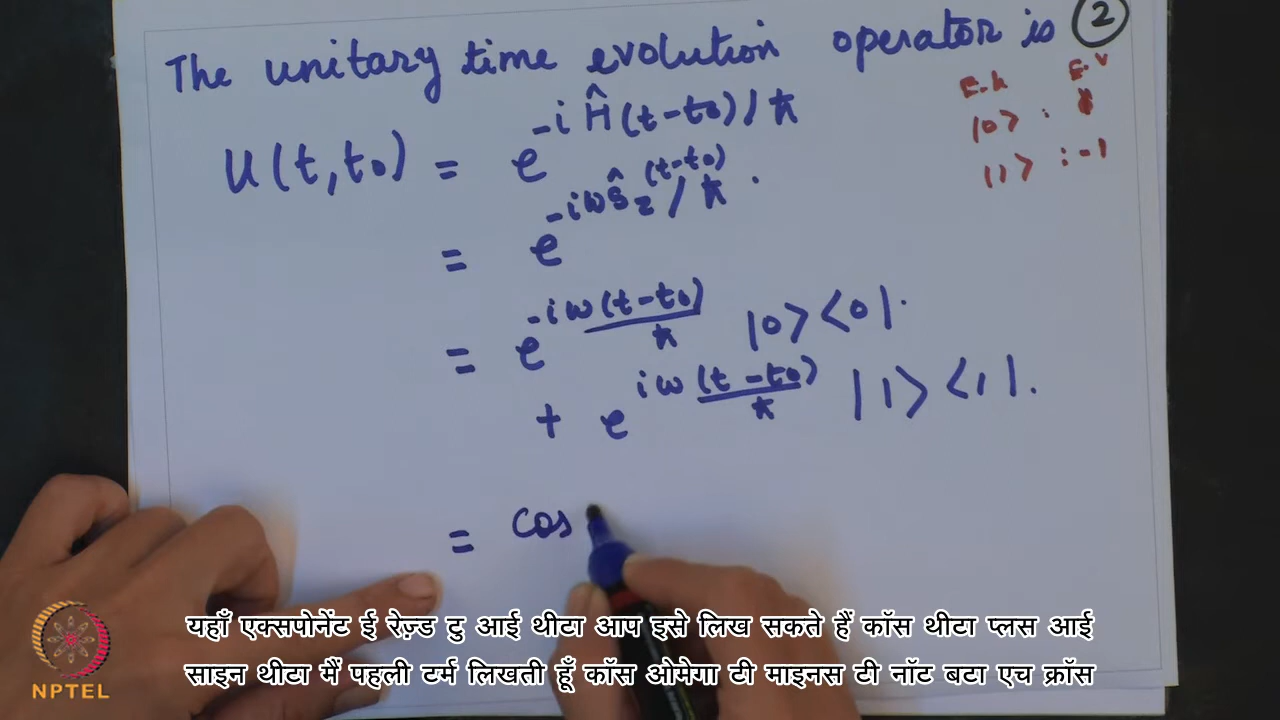 The unitary time evolution operator is ②
E.k E.v
|0> :
|1> : -1
U(t,t₀) = e^{-iĤ(t-t₀)/ħ}
= e^{-iωŜ_z(t-t₀)/ħ}.
= e^{-iω(t-t₀)/ħ} |0><0|.
+ e^{iω(t-t₀)/ħ} |1><1|.
= cos
यहाँ एक्सपोनेंट ई रेज़्ड टु आई थीटा आप इसे लिख सकते हैं कॉस थीटा प्लस आई
साइन थीटा मैं पहली टर्म लिखती हूँ कॉस ओमेगा टी माइनस टी नॉट बटा एच क्रॉस
NPTEL